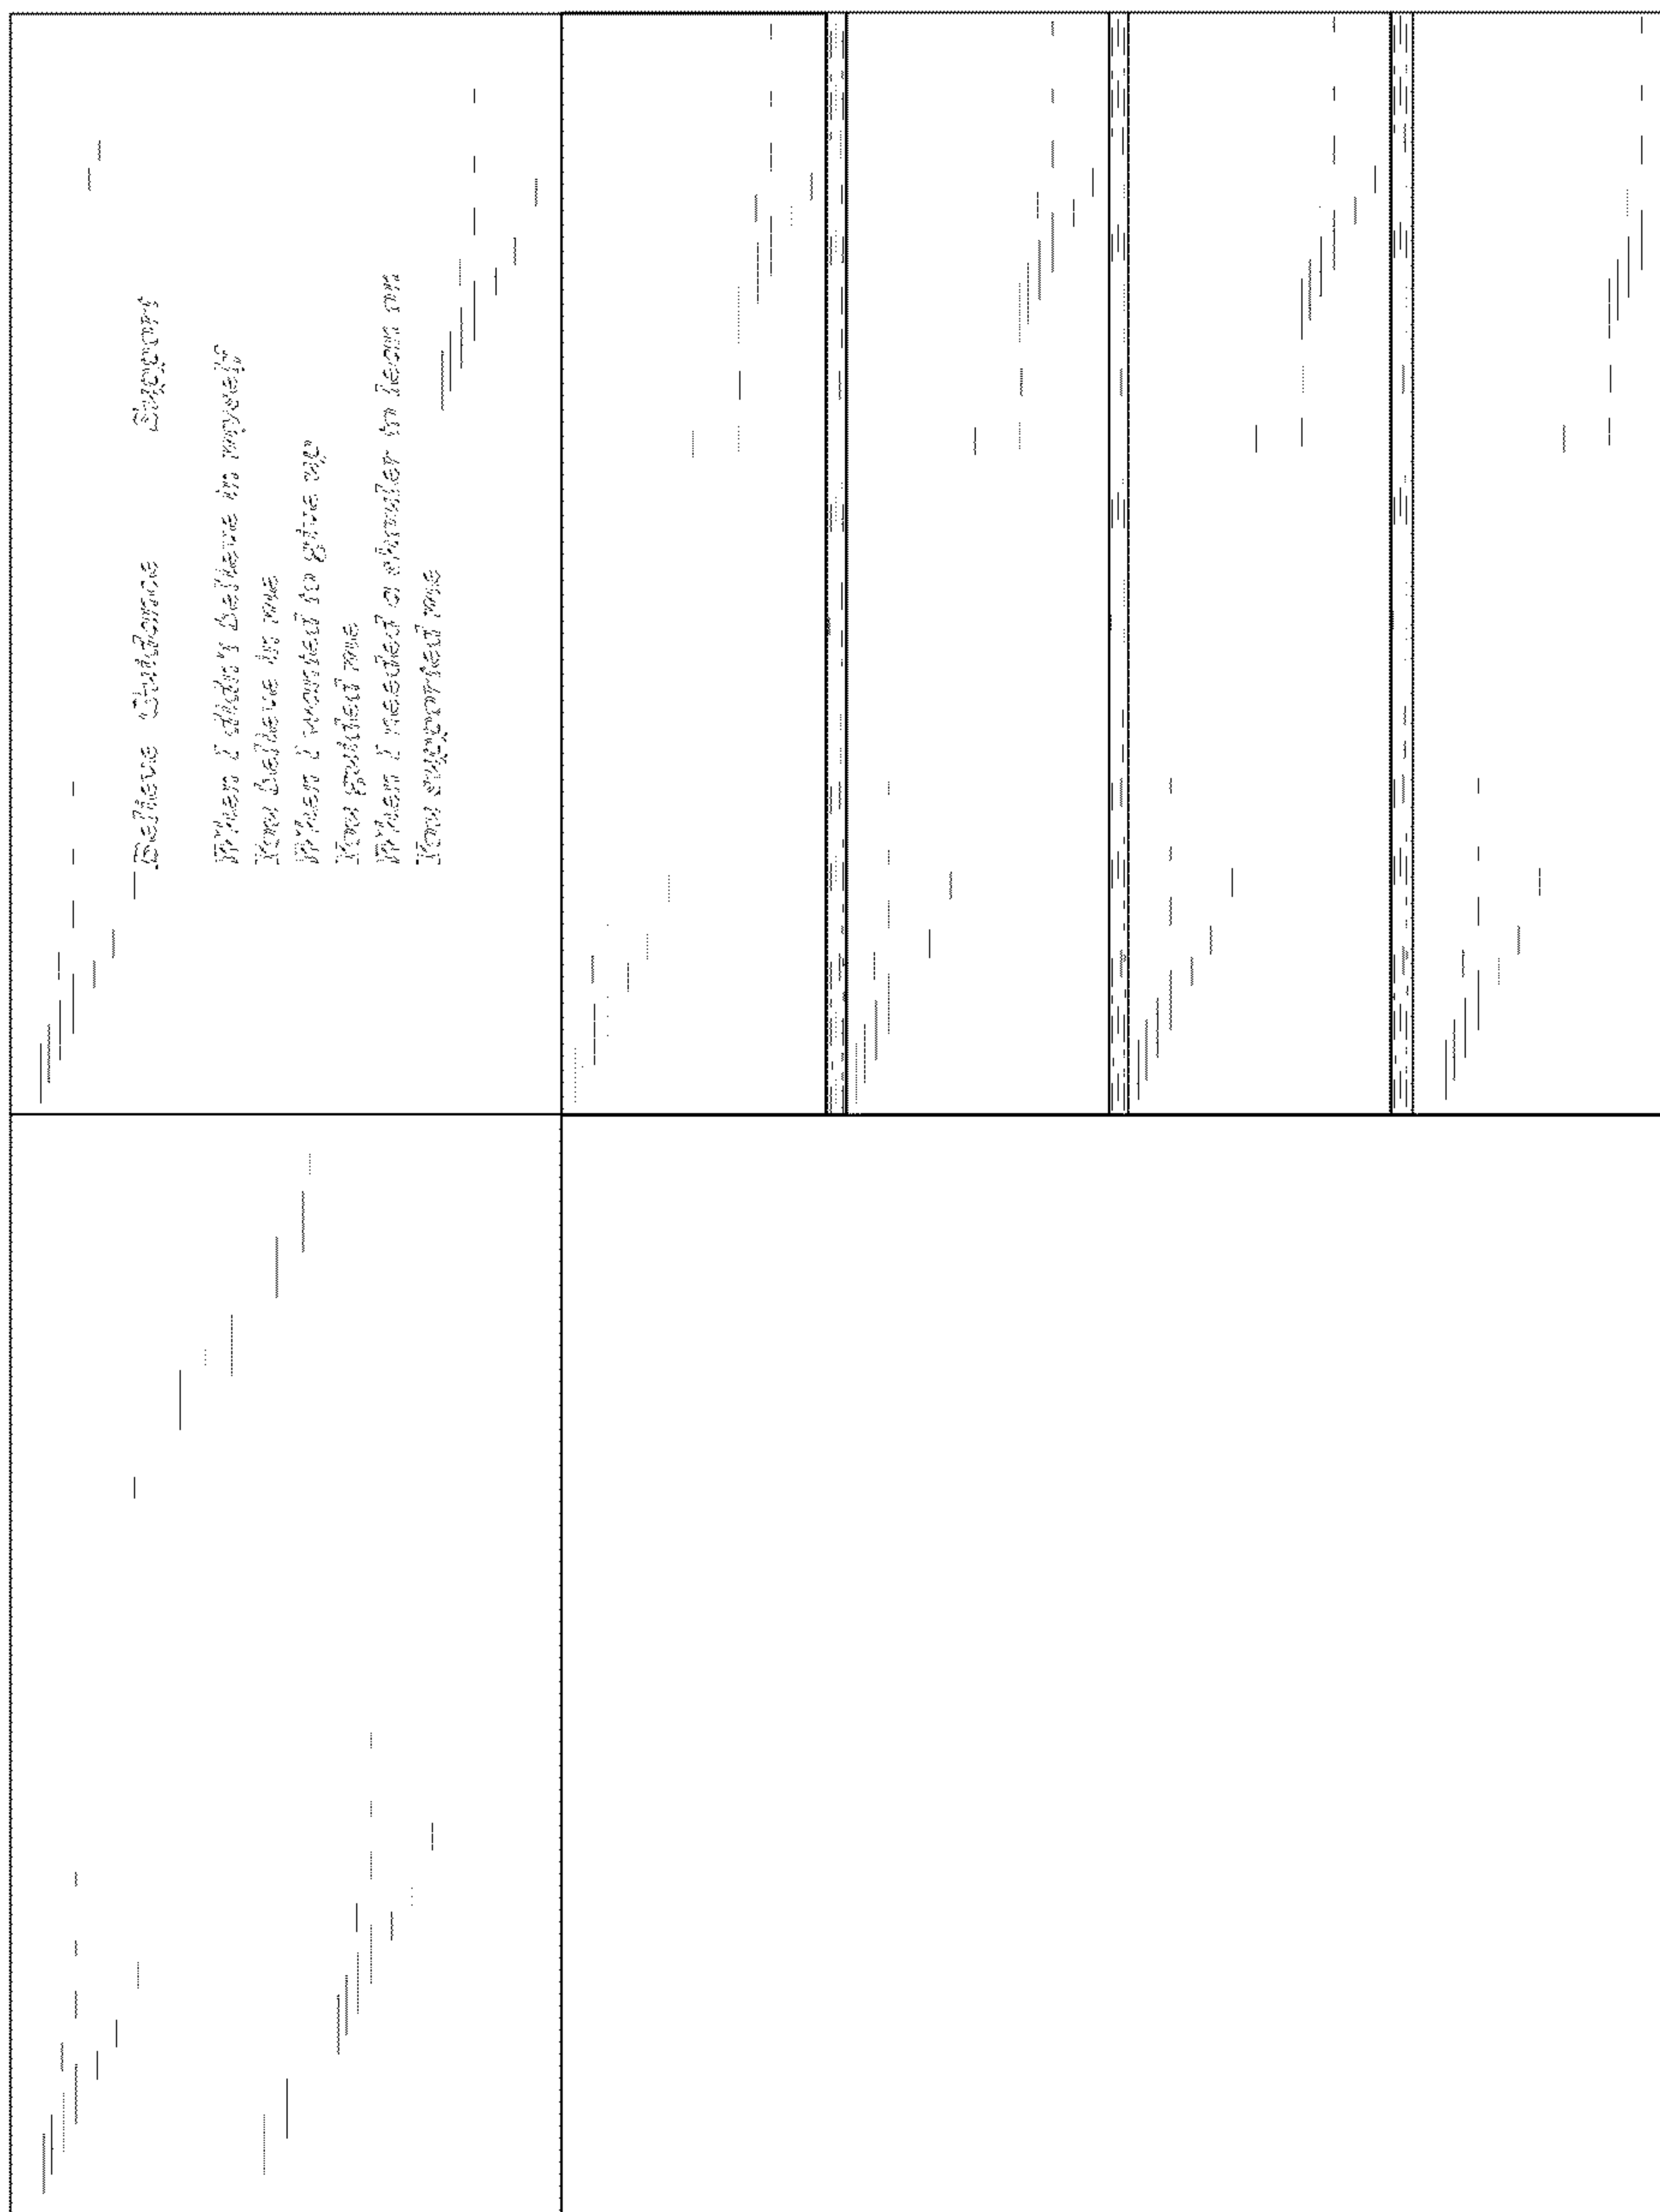 Believe Guidance Support
When I didn't believe in myself
You believe in me
When I wanted to give up
You guided me
When I needed a shoulder to lean on
You supported me